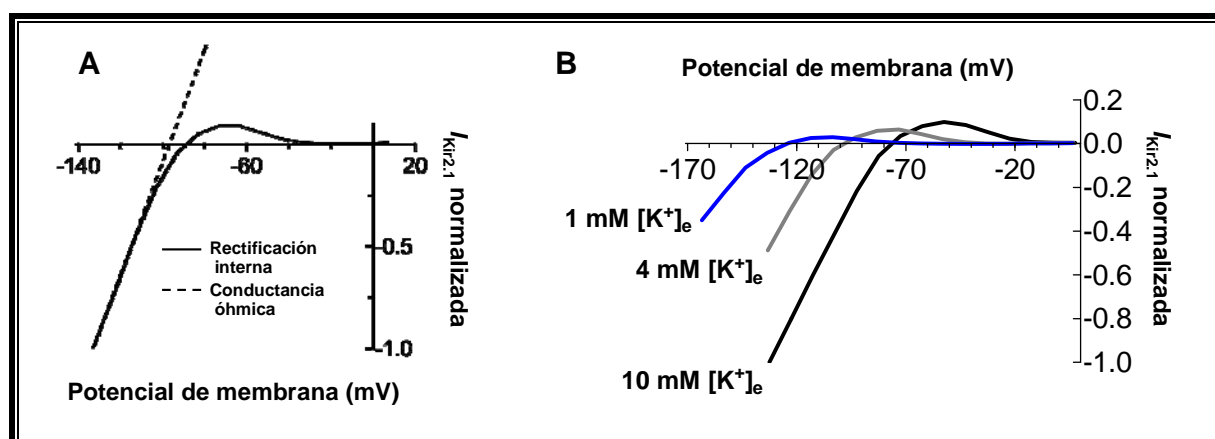 A
-140
-60
20
-0.5
-1.0
I Kir2.1 normalizada
Rectificación
interna
Conductancia
óhmica
Potencial de membrana (mV)
B
Potencial de membrana (mV)
0.2
0.0
-0.2
-0.4
-0.6
-0.8
-1.0
-170
-120
-70
-20
I Kir2.1 normalizada
1 mM [K⁺]e
4 mM [K⁺]e
10 mM [K⁺]e